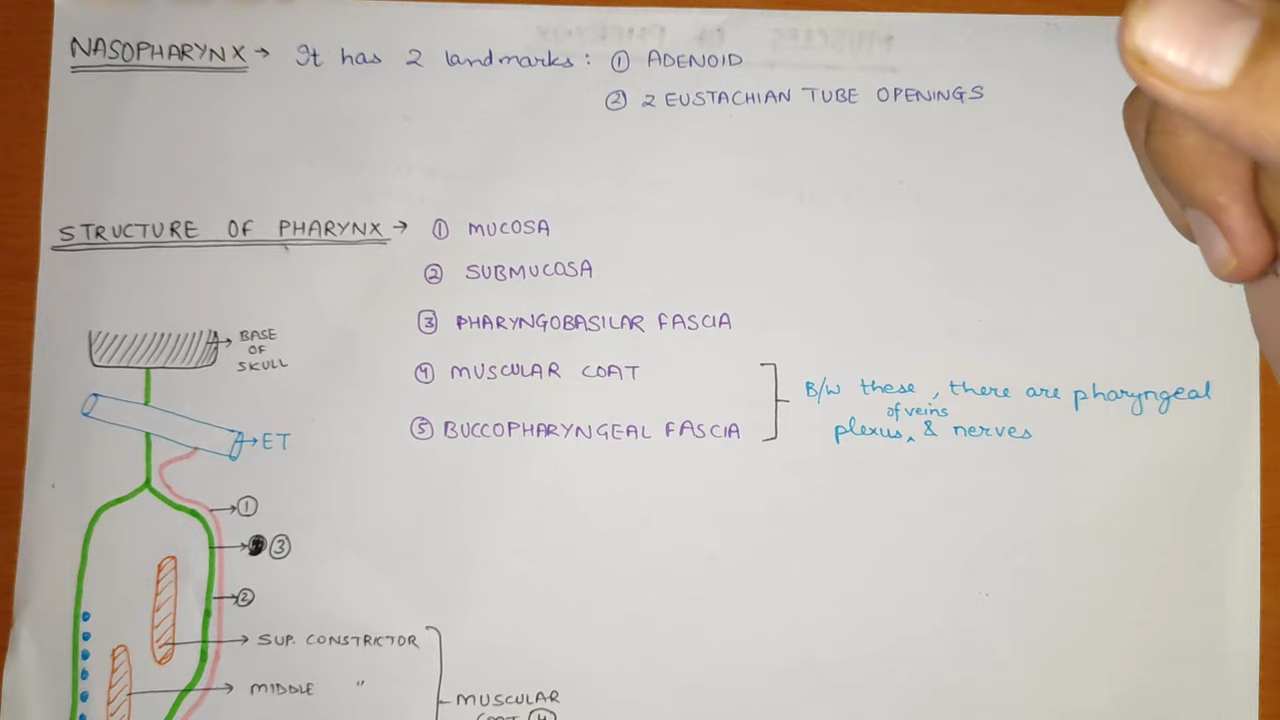 NASOPHARYNX → It has 2 landmarks: ① ADENOID
② 2 EUSTACHIAN TUBE OPENINGS
STRUCTURE OF PHARYNX → ① MUCOSA
② SUBMUCOSA
③ PHARYNGOBASILAR FASCIA
④ MUSCULAR COAT
⑤ BUCCOPHARYNGEAL FASCIA
B/W these, there are pharyngeal
plexus of veins & nerves
BASE
OF
SKULL
ET
①
③
②
SUP. CONSTRICTOR
MIDDLE "
MUSCULAR
COAT ④